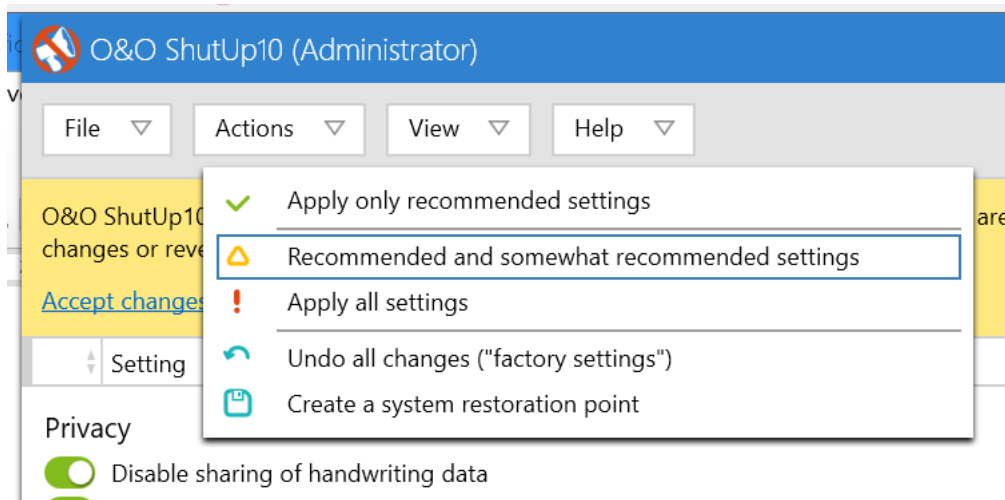 O&O ShutUp10 (Administrator)
File Actions View Help
Apply only recommended settings
O&O ShutUp10 are
Recommended and somewhat recommended settings
changes or reve
Apply all settings
Accept changes
Undo all changes ("factory settings")
Setting
Create a system restoration point
Privacy
Disable sharing of handwriting data